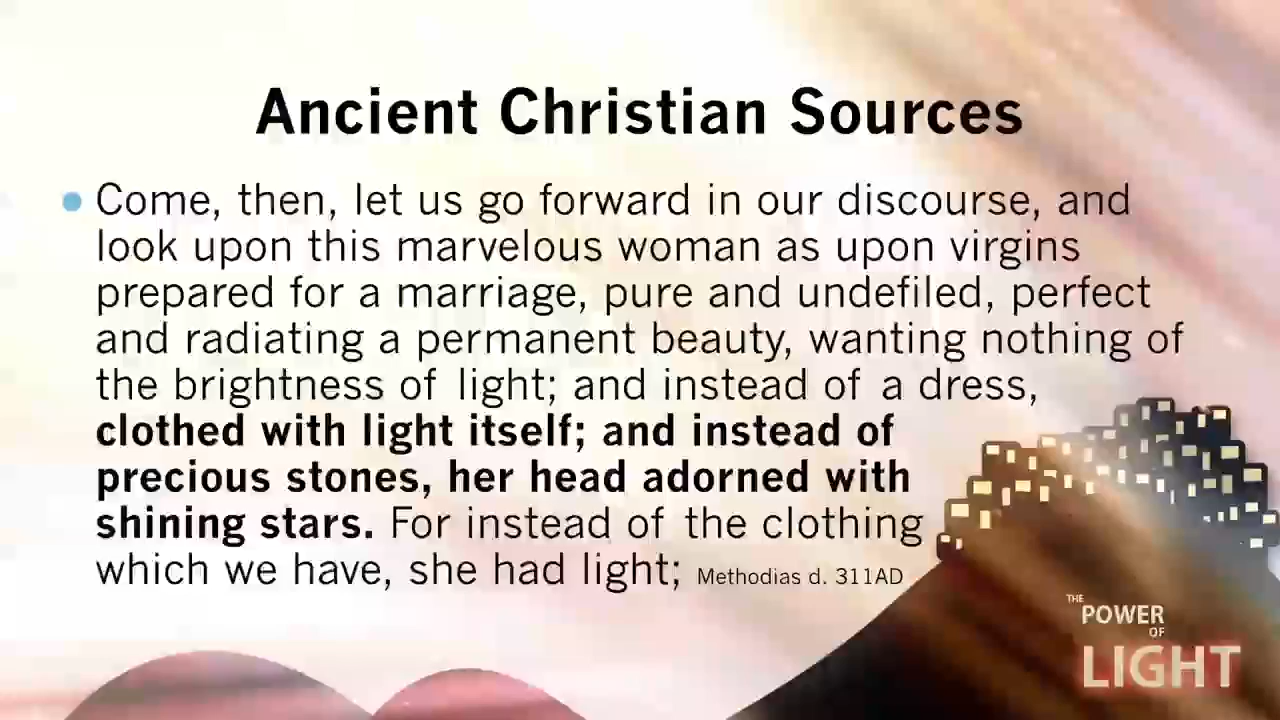 Ancient Christian Sources
• Come, then, let us go forward in our discourse, and
look upon this marvelous woman as upon virgins
prepared for a marriage, pure and undefiled, perfect
and radiating a permanent beauty, wanting nothing of
the brightness of light; and instead of a dress,
clothed with light itself; and instead of
precious stones, her head adorned with
shining stars. For instead of the clothing
which we have, she had light; Methodias d. 311AD
THE
POWER
OF
LIGHT